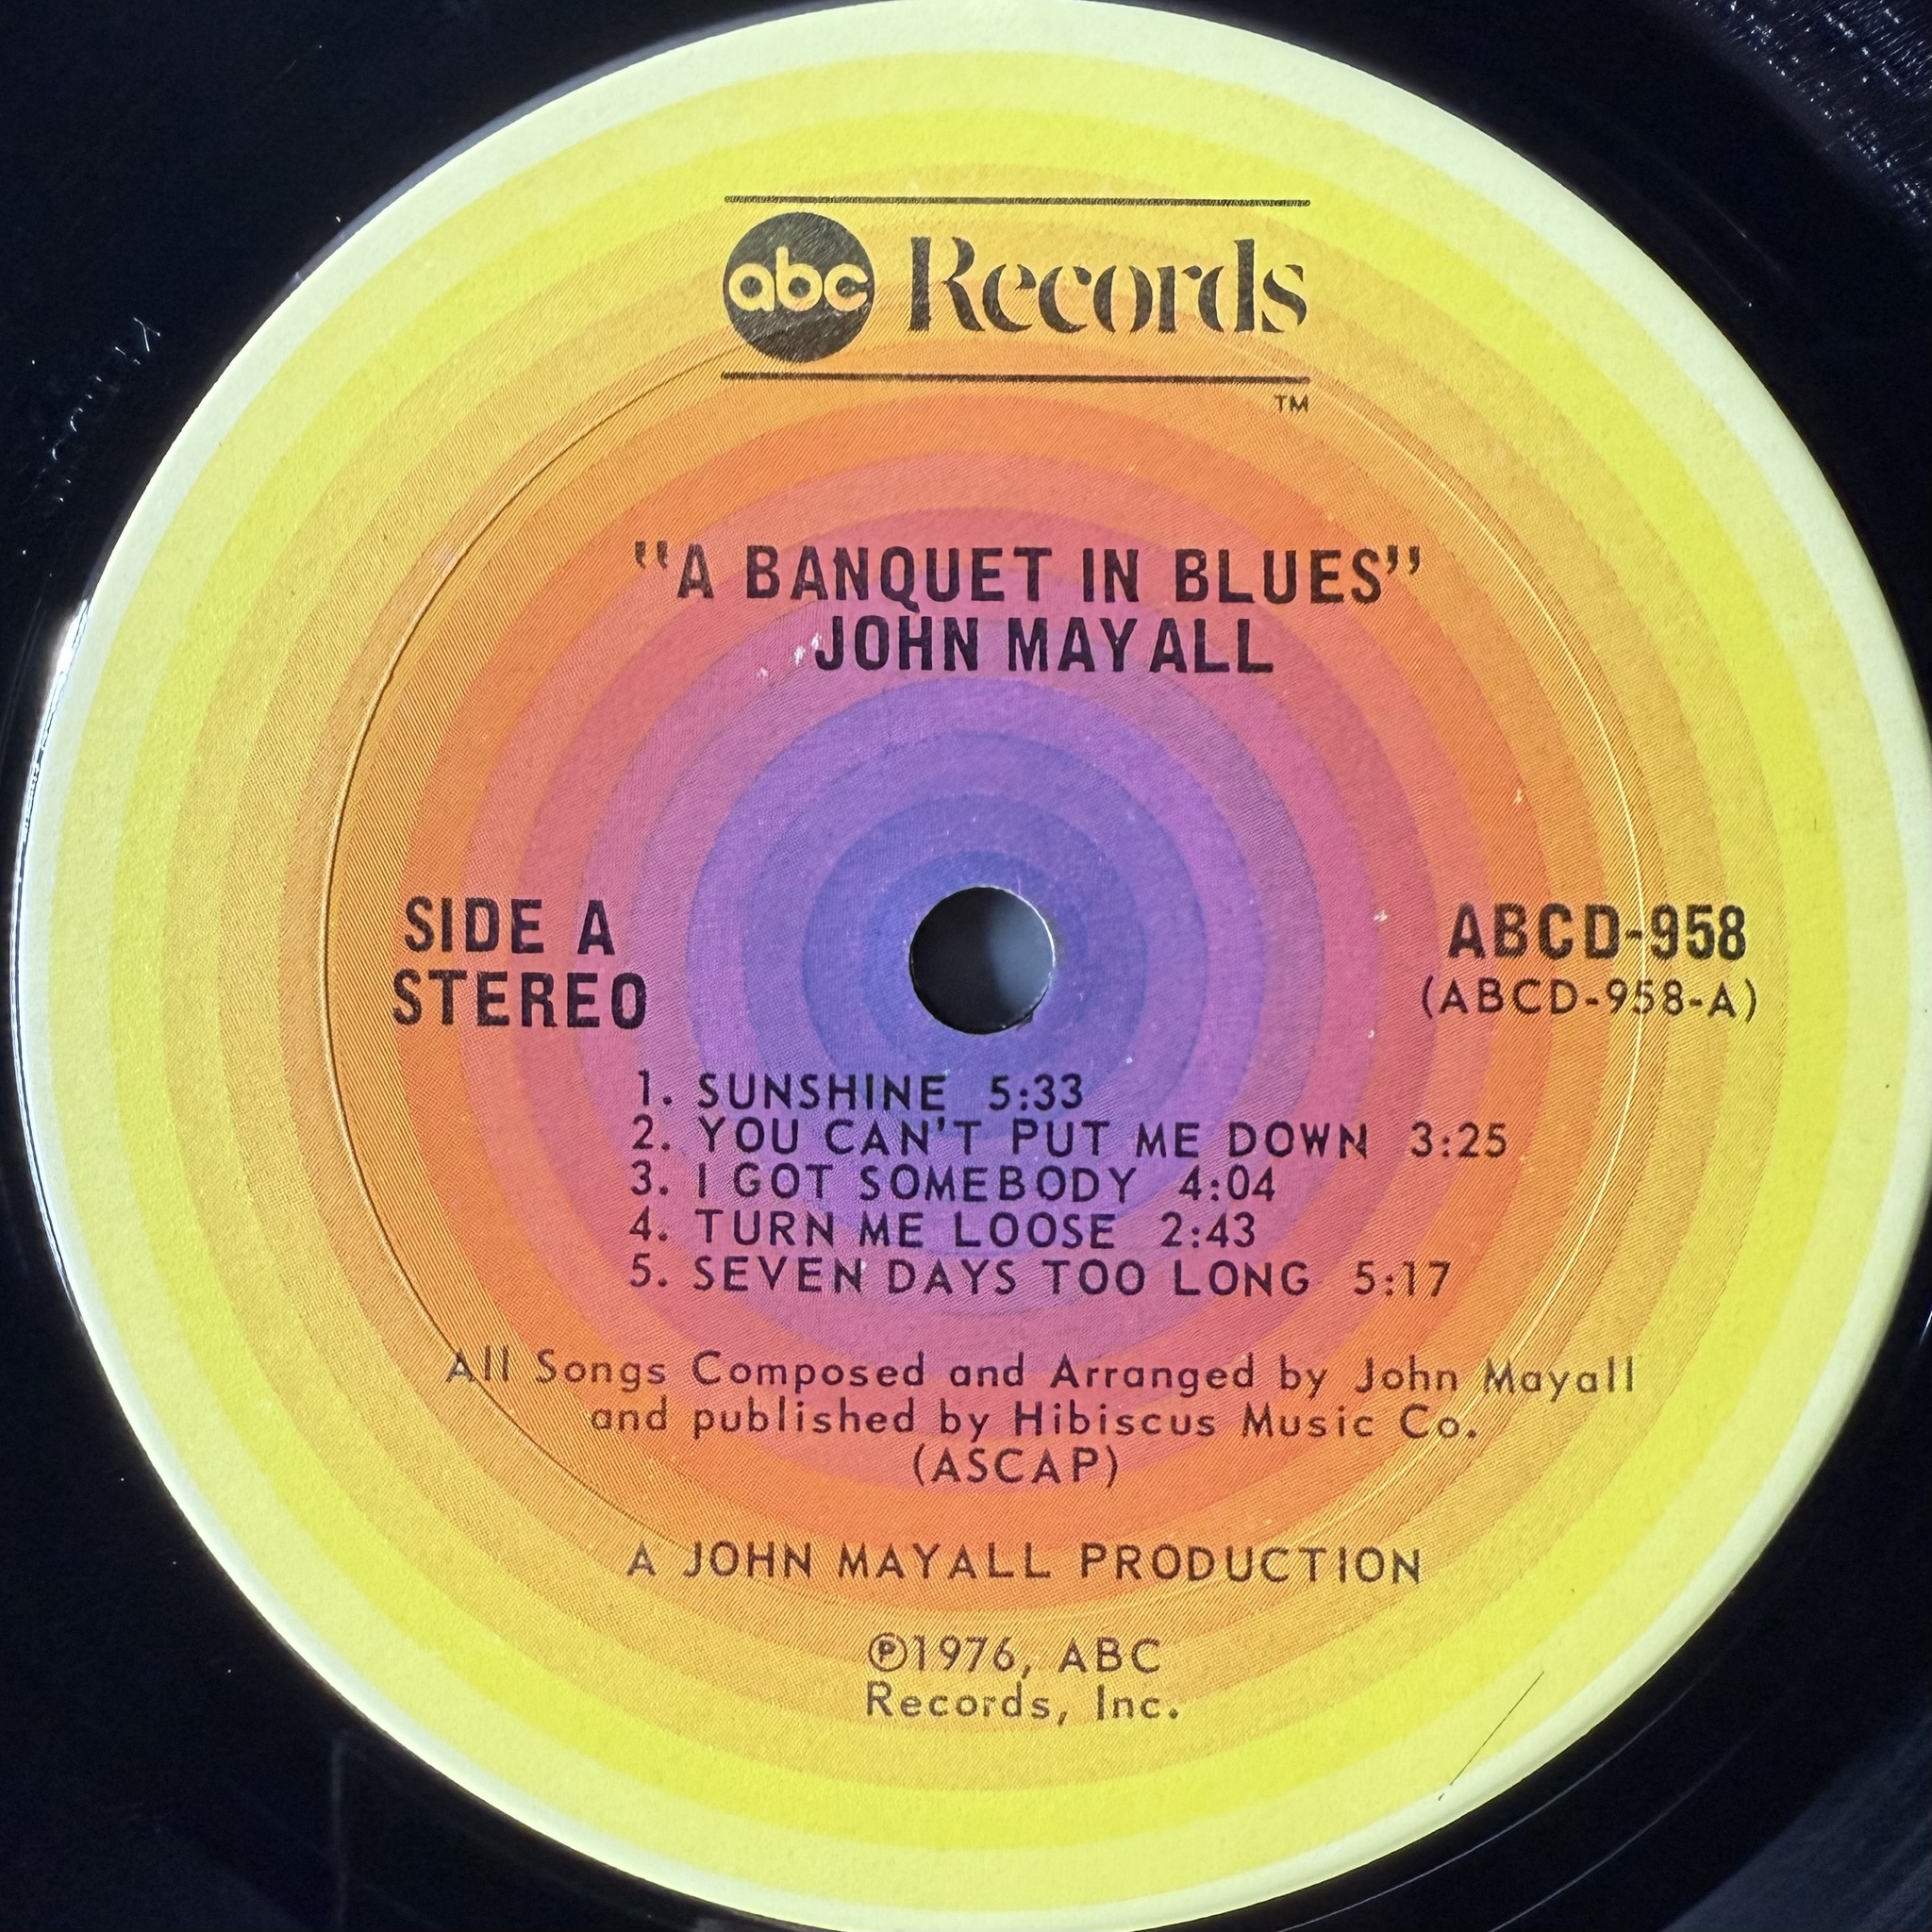 abc Records
TM
"A BANQUET IN BLUES"
JOHN MAYALL
SIDE A
STEREO
ABCD-958
(ABCD-958-A)
1. SUNSHINE 5:33
2. YOU CAN'T PUT ME DOWN 3:25
3. I GOT SOMEBODY 4:04
4. TURN ME LOOSE 2:43
5. SEVEN DAYS TOO LONG 5:17
All Songs Composed and Arranged by John Mayall
and published by Hibiscus Music Co.
(ASCAP)
A JOHN MAYALL PRODUCTION
℗1976, ABC
Records, Inc.